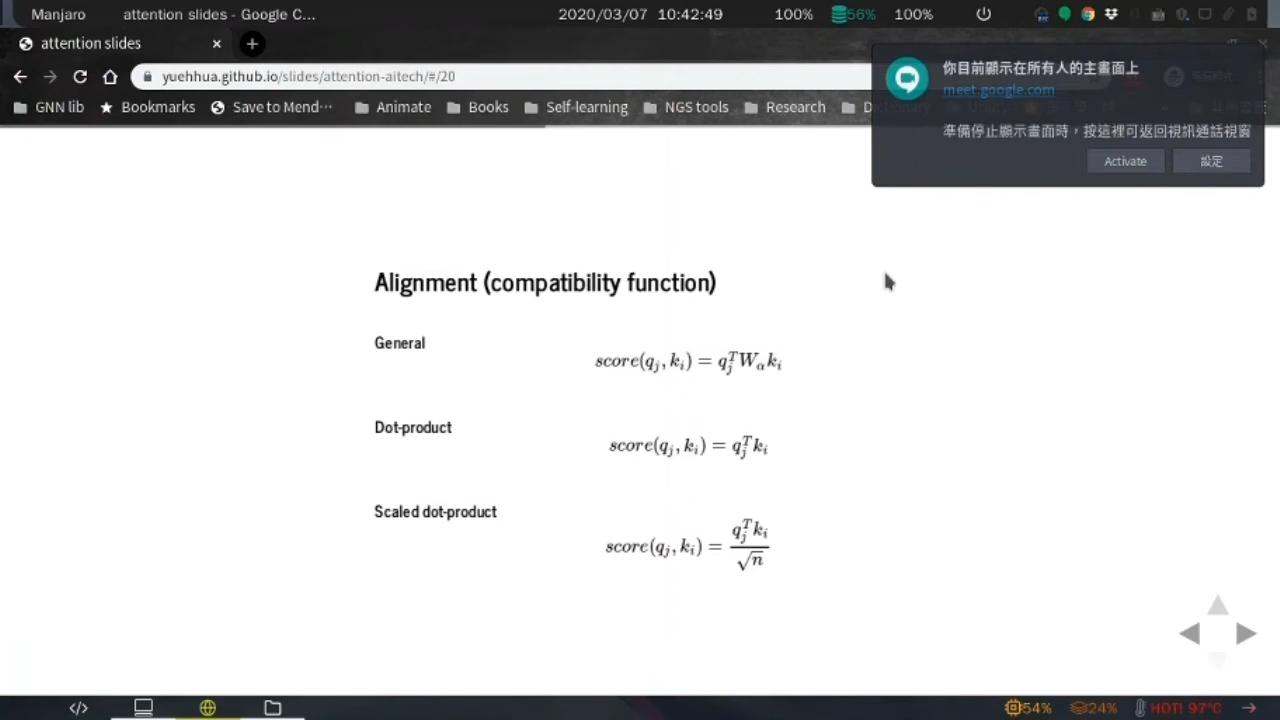 Manjaro attention slides - Google C... 2020/03/07 10:42:49 100% 56% 100%
attention slides
yuehhua.github.io/slides/attention-aitech/#/20
GNN lib Bookmarks Save to Mend··· Animate Books Self-learning NGS tools Research
你目前顯示在所有人的主畫面上
meet.google.com
準備停止顯示畫面時，按這裡可返回視訊通話視窗
Activate 設定
Alignment (compatibility function)
General
score(q_j, k_i) = q_j^T W_α k_i
Dot-product
score(q_j, k_i) = q_j^T k_i
Scaled dot-product
score(q_j, k_i) = q_j^T k_i / √n
</> 54% 24% HOT! 97°C